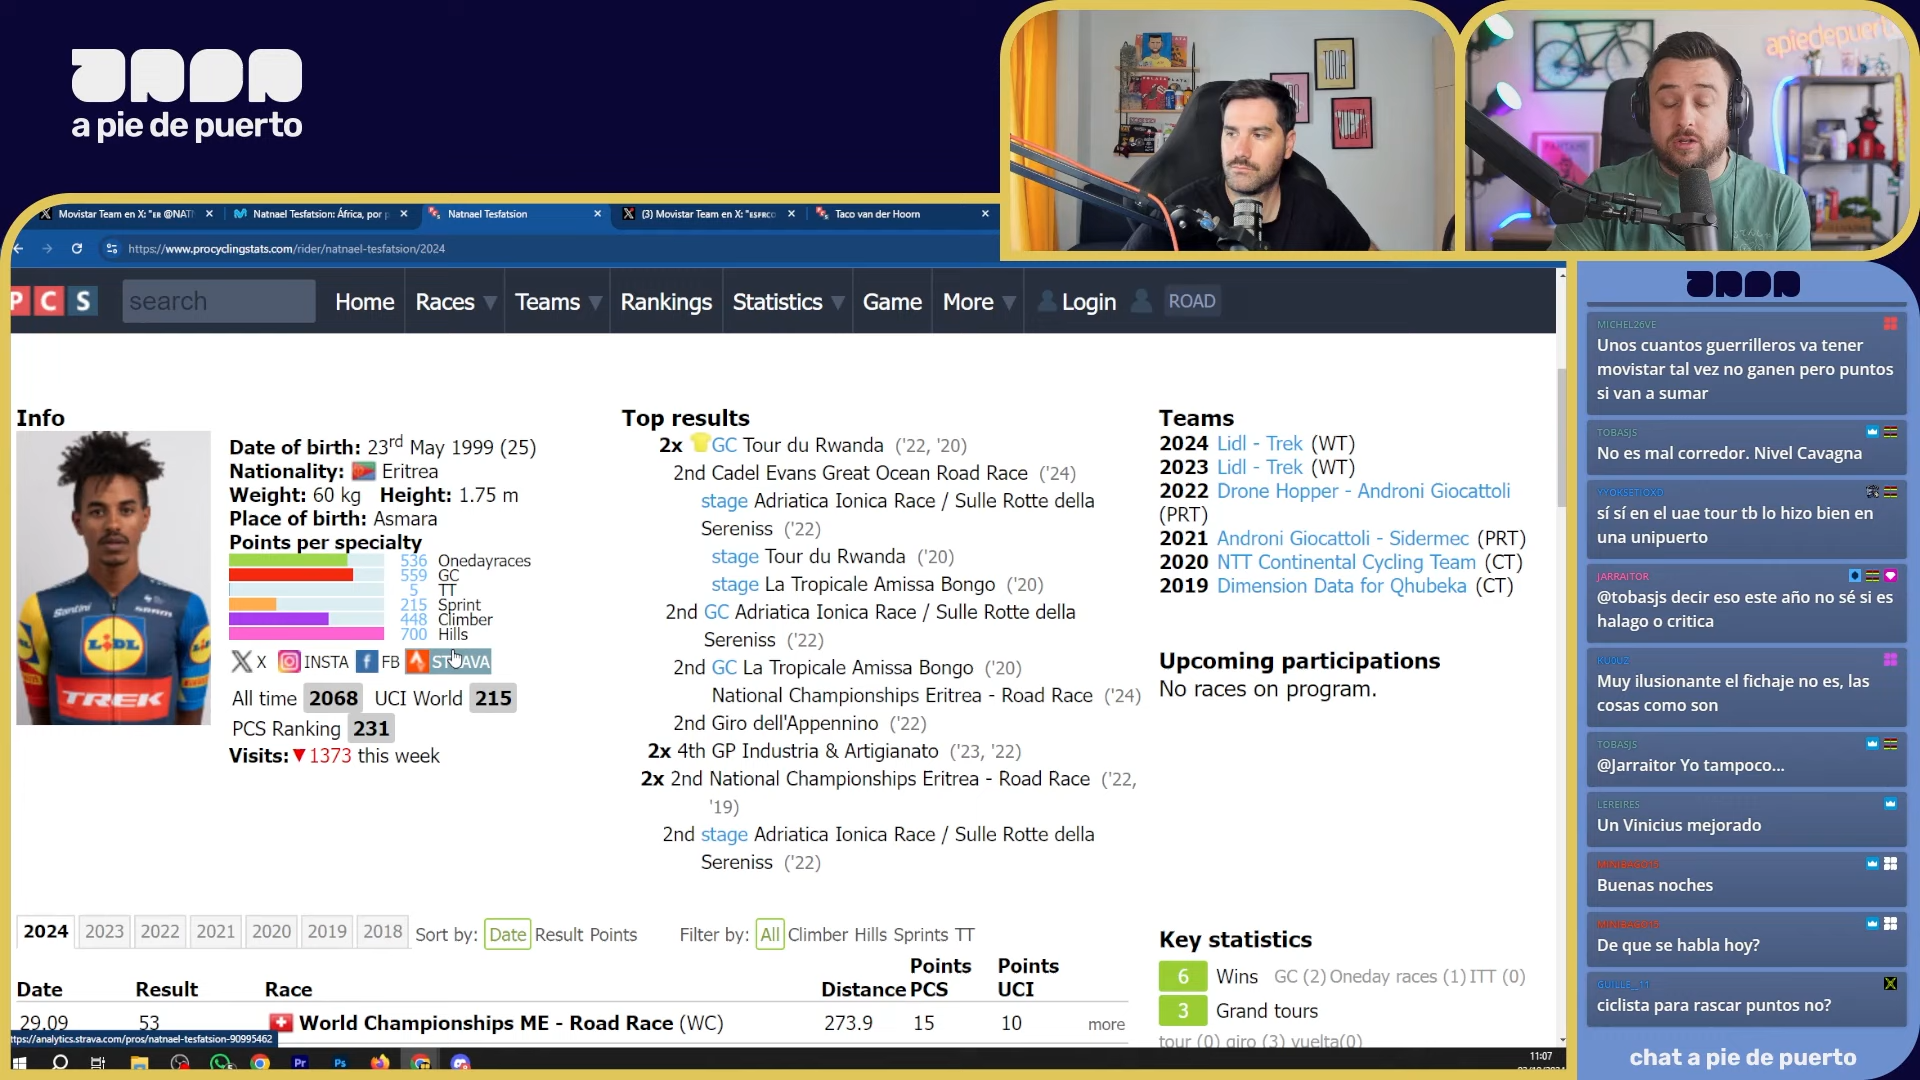 a pie de puerto
TOUR
VUELTA
apiedepuerto
Movistar Team en X: "ER @NATI
Natnael Tesfatsion: África, por p
Natnael Tesfatsion
(3) Movistar Team en X: "ESFRCO
Taco van der Hoorn
https://www.procyclingstats.com/rider/natnael-tesfatsion/2024
P C S
search
Home
Races
Teams
Rankings
Statistics
Game
More
Login
ROAD
Info
Date of birth: 23rd May 1999 (25)
Nationality: Eritrea
Weight: 60 kg Height: 1.75 m
Place of birth: Asmara
Points per specialty
536 Onedayraces
559 GC
5 TT
215 Sprint
448 Climber
700 Hills
X INSTA FB STRAVA
All time 2068 UCI World 215
PCS Ranking 231
Visits: ▼1373 this week
Santini
sram
LIDL
TREK
Top results
2x GC Tour du Rwanda ('22, '20)
2nd Cadel Evans Great Ocean Road Race ('24)
stage Adriatica Ionica Race / Sulle Rotte della
Sereniss ('22)
stage Tour du Rwanda ('20)
stage La Tropicale Amissa Bongo ('20)
2nd GC Adriatica Ionica Race / Sulle Rotte della
Sereniss ('22)
2nd GC La Tropicale Amissa Bongo ('20)
National Championships Eritrea - Road Race ('24)
2nd Giro dell'Appennino ('22)
2x 4th GP Industria & Artigianato ('23, '22)
2x 2nd National Championships Eritrea - Road Race ('22,
'19)
2nd stage Adriatica Ionica Race / Sulle Rotte della
Sereniss ('22)
Teams
2024 Lidl - Trek (WT)
2023 Lidl - Trek (WT)
2022 Drone Hopper - Androni Giocattoli
(PRT)
2021 Androni Giocattoli - Sidermec (PRT)
2020 NTT Continental Cycling Team (CT)
2019 Dimension Data for Qhubeka (CT)
Upcoming participations
No races on program.
2024 2023 2022 2021 2020 2019 2018 Sort by: Date Result Points Filter by: All Climber Hills Sprints TT
Date Result Race Distance Points PCS Points UCI
29.09 53 World Championships ME - Road Race (WC) 273.9 15 10 more
Key statistics
6 Wins GC (2) Oneday races (1) ITT (0)
3 Grand tours
tour (0) giro (3) vuelta(0)
ttps://analytics.strava.com/pros/natnael-tesfatsion-90995462
Pr
Ps
11:07
MICHEL26VE
Unos cuantos guerrilleros va tener
movistar tal vez no ganen pero puntos
si van a sumar
TOBASJS
No es mal corredor. Nivel Cavagna
YYOKSETIOXD
sí sí en el uae tour tb lo hizo bien en
una unipuerto
JARRAITOR
@tobasjs decir eso este año no sé si es
halago o critica
Muy ilusionante el fichaje no es, las
cosas como son
TOBASJS
@Jarraitor Yo tampoco...
LEREIRES
Un Vinicius mejorado
Buenas noches
De que se habla hoy?
GUILLE_11
ciclista para rascar puntos no?
chat a pie de puerto